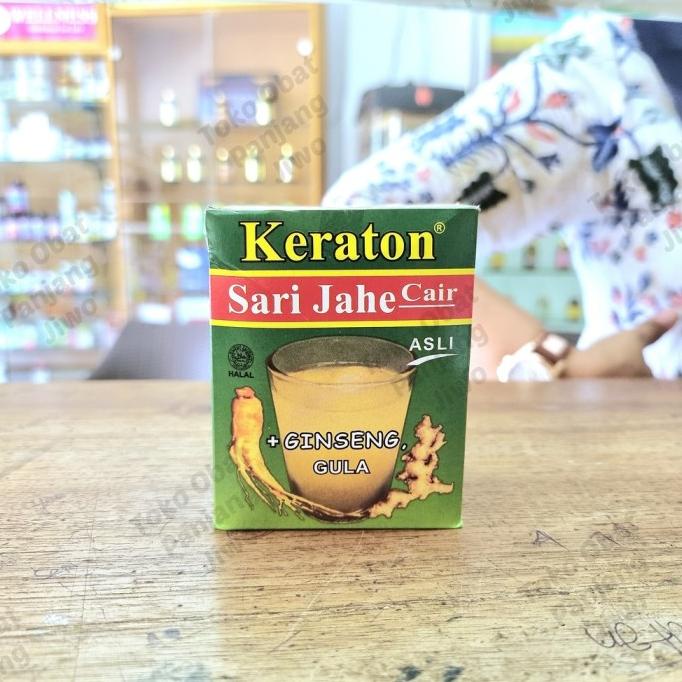 Keraton®
Sari Jahe Cair
ASLI
HALAL
+ GINSENG,
GULA
Toko Obat
Panjang
Jiwo